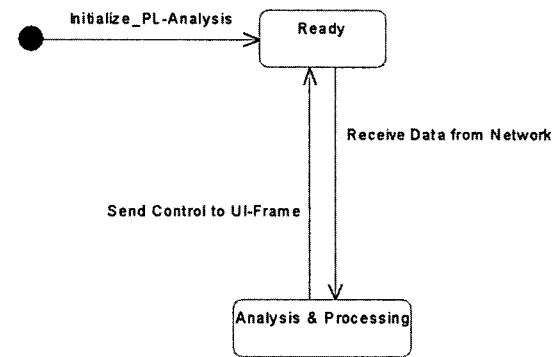 Initialize_PL-Analysis
Ready
Receive Data from Network
Send Control to UI-Frame
Analysis & Processing